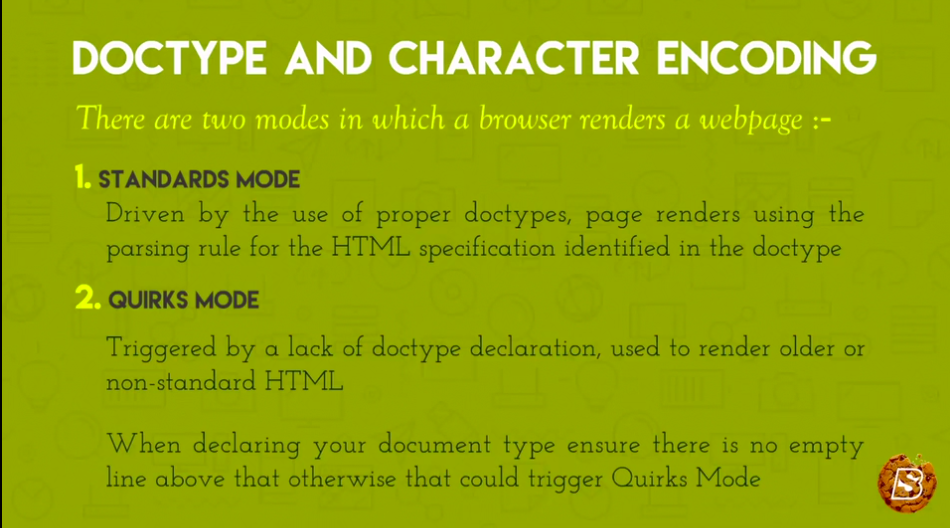 DOCTYPE AND CHARACTER ENCODING
There are two modes in which a browser renders a webpage :-
1. STANDARDS MODE
Driven by the use of proper doctypes, page renders using the
parsing rule for the HTML specification identified in the doctype
2. QUIRKS MODE
Triggered by a lack of doctype declaration, used to render older or
non-standard HTML
When declaring your document type ensure there is no empty
line above that otherwise that could trigger Quirks Mode